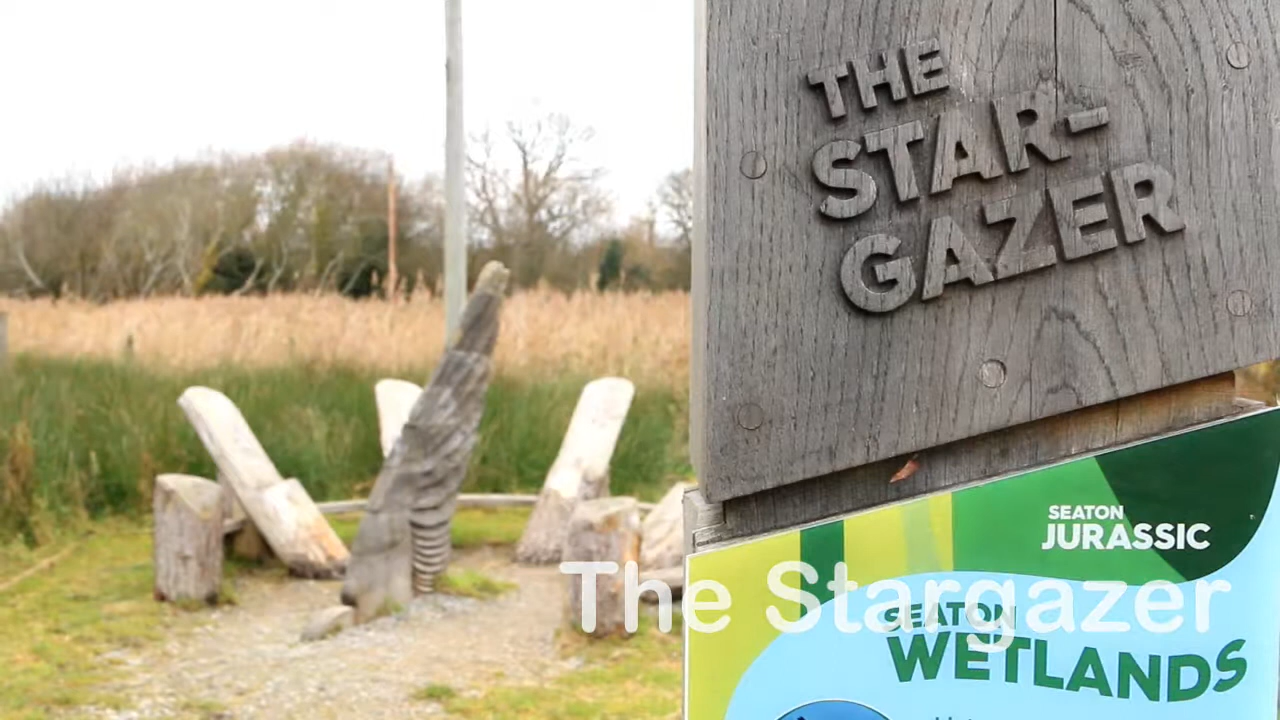 THE
STAR-
GAZER
SEATON
JURASSIC
The Stargazer
SEATON
WETLANDS